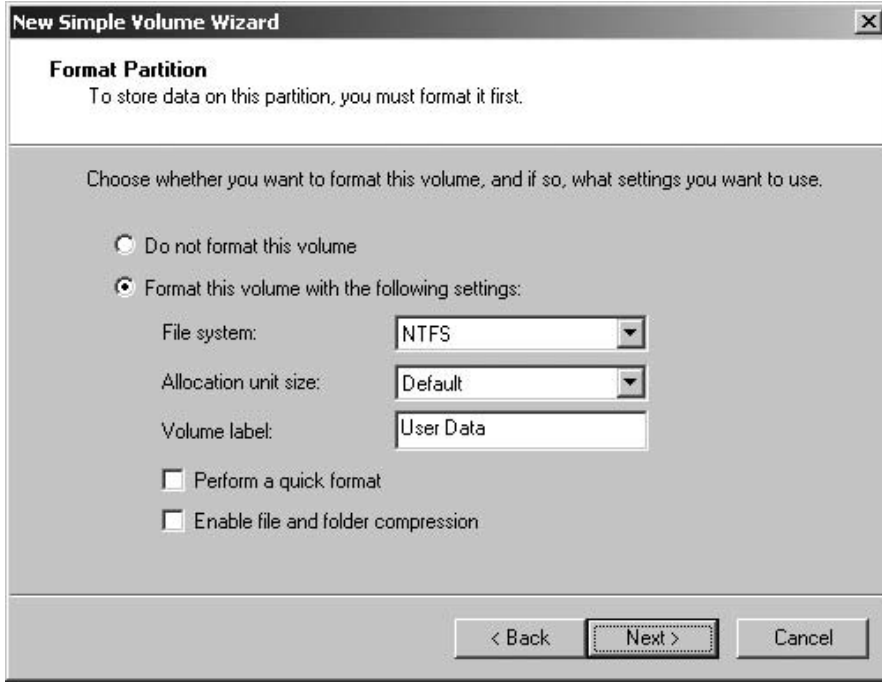 New Simple Volume Wizard
Format Partition
To store data on this partition, you must format it first.
Choose whether you want to format this volume, and if so, what settings you want to use.
Do not format this volume
Format this volume with the following settings:
File system: NTFS
Allocation unit size: Default
Volume label: User Data
Perform a quick format
Enable file and folder compression
< Back Next > Cancel